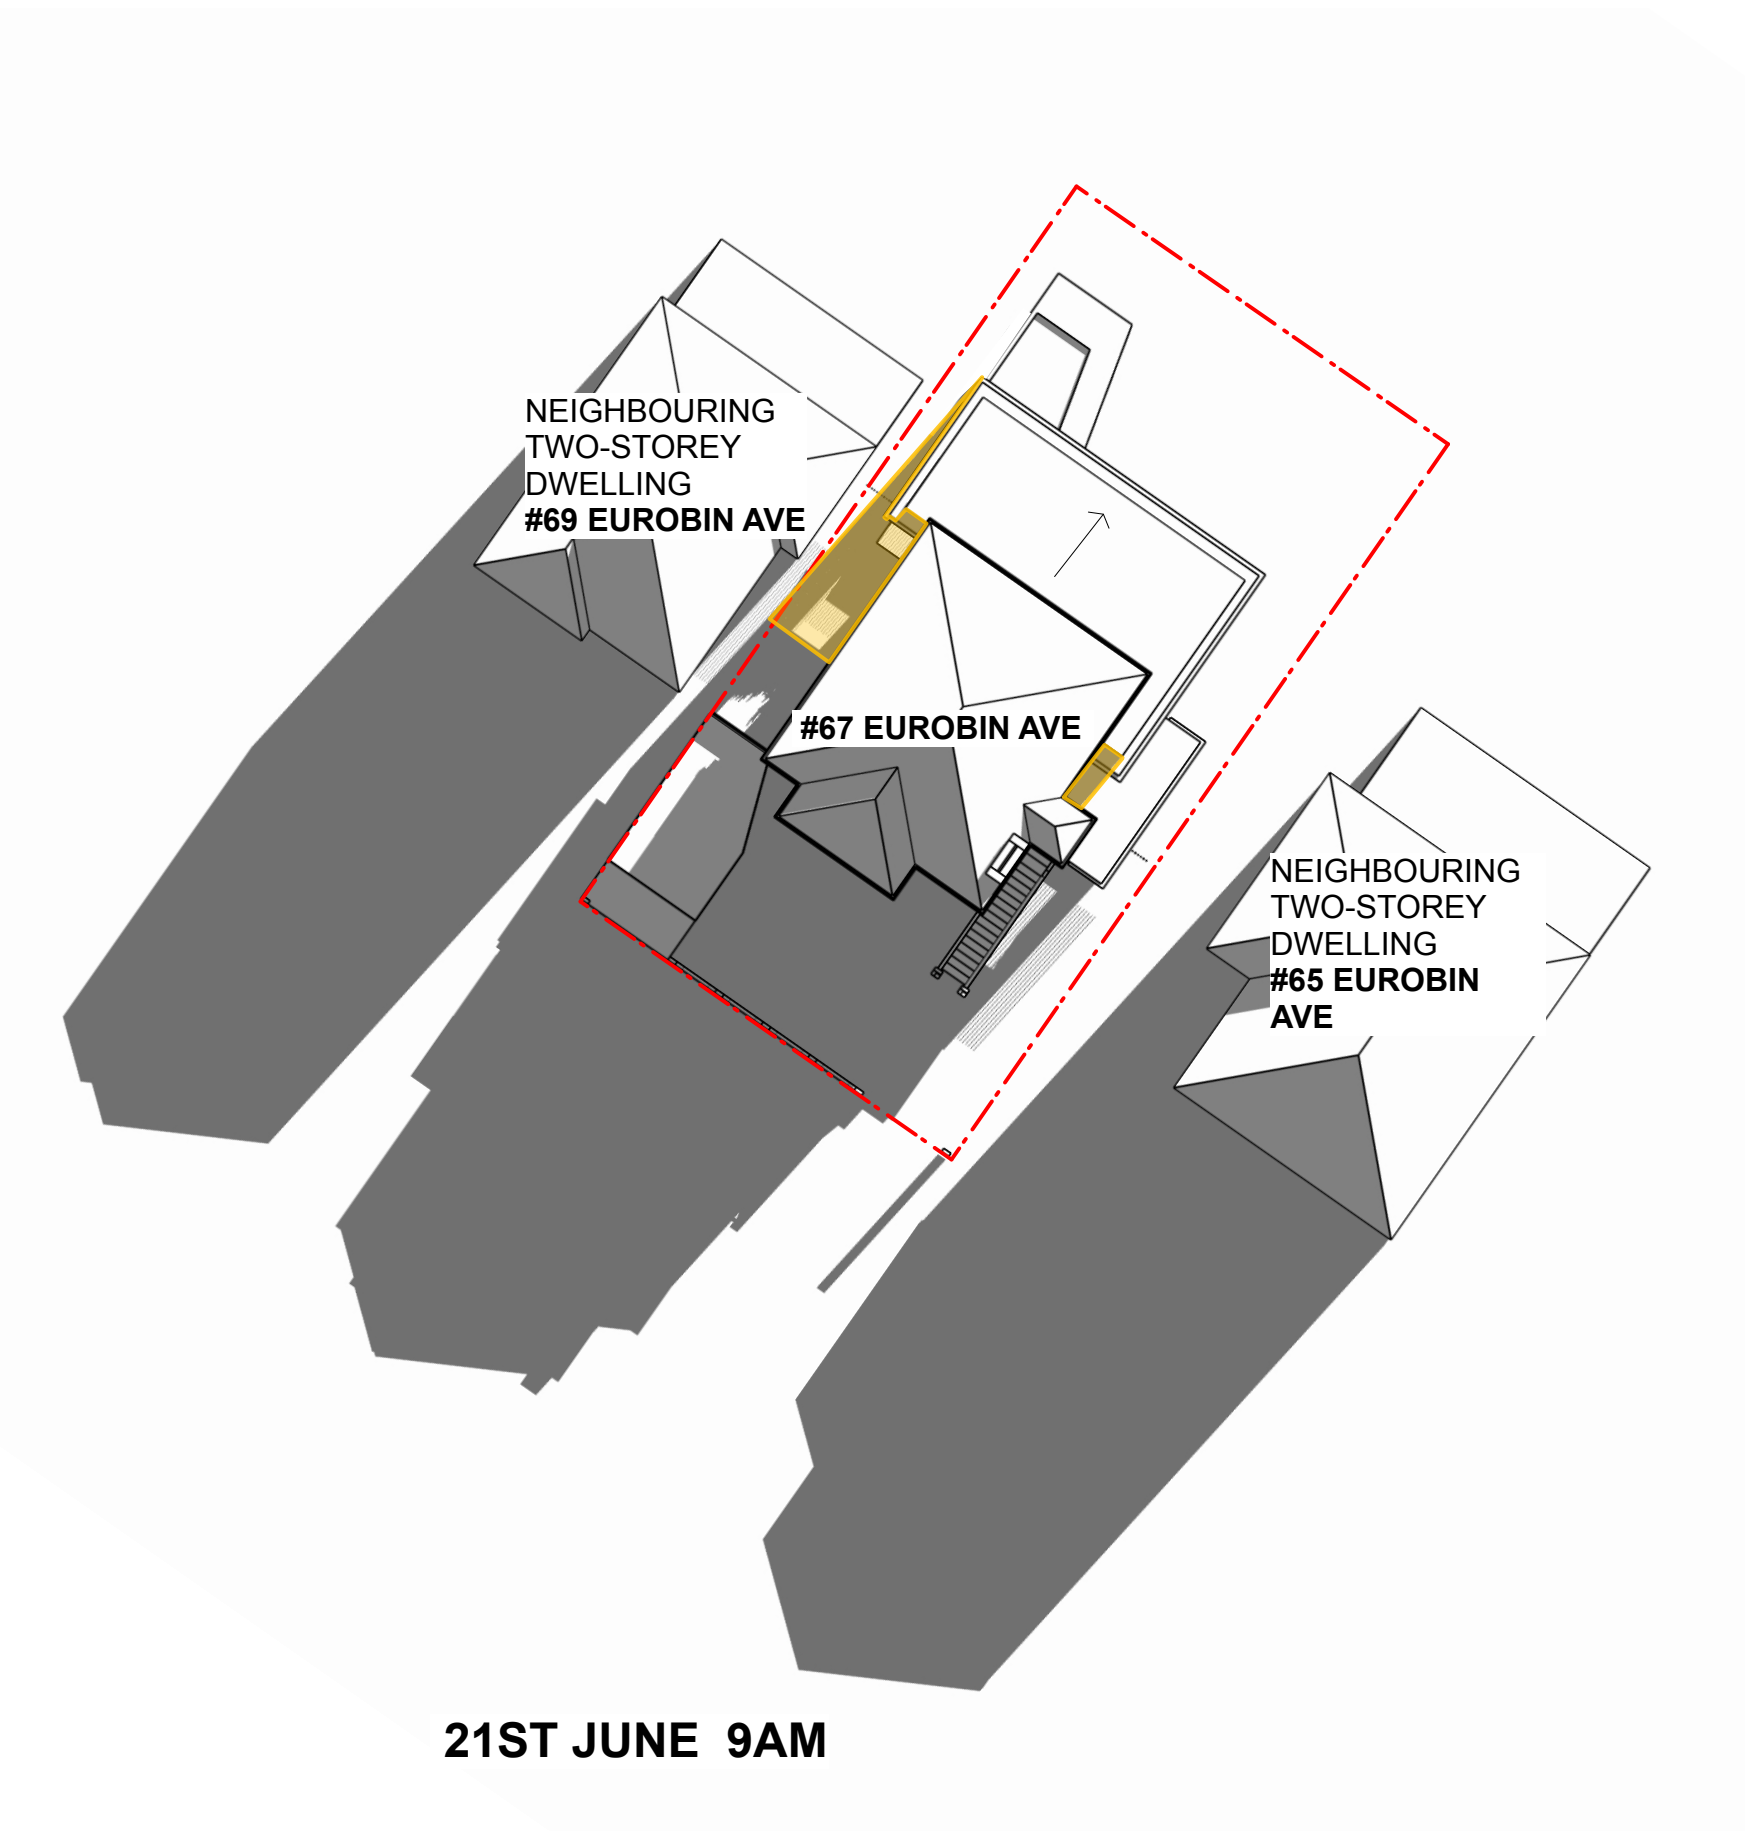 NEIGHBOURING
TWO-STOREY
DWELLING
#69 EUROBIN AVE
#67 EUROBIN AVE
NEIGHBOURING
TWO-STOREY
DWELLING
#65 EUROBIN
AVE
21ST JUNE 9AM